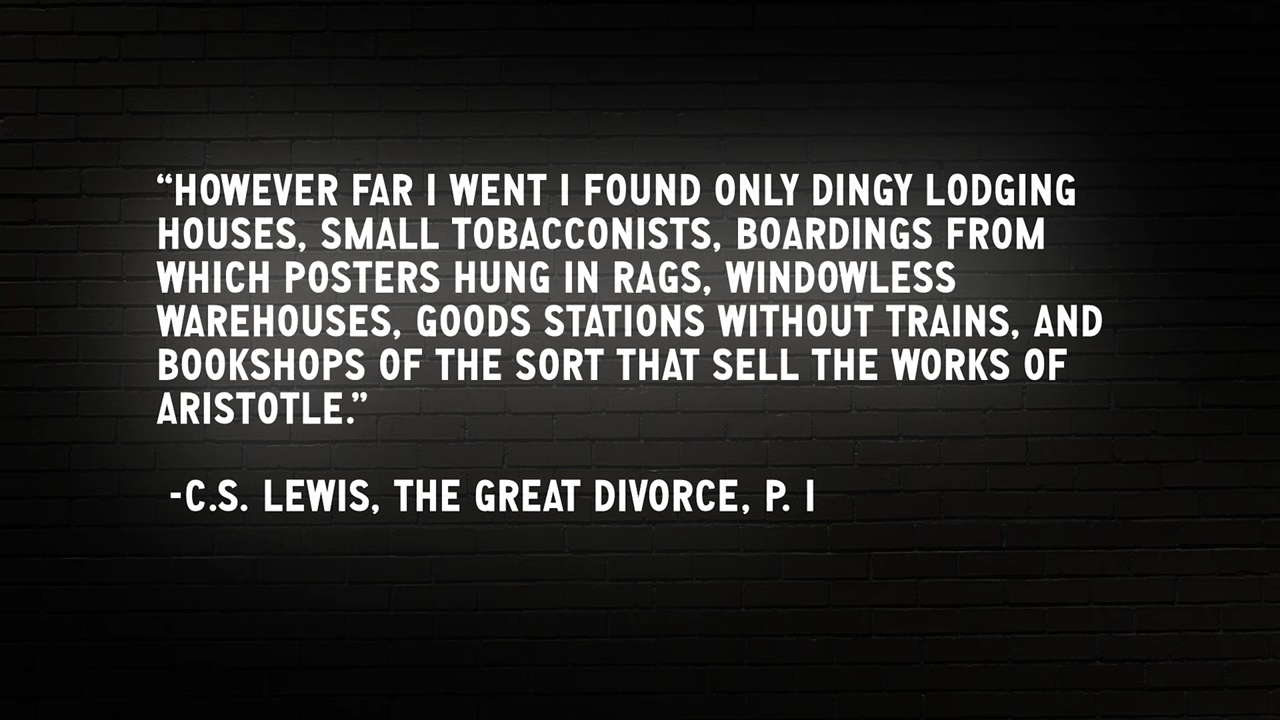 “HOWEVER FAR I WENT I FOUND ONLY DINGY LODGING
HOUSES, SMALL TOBACCONISTS, BOARDINGS FROM
WHICH POSTERS HUNG IN RAGS, WINDOWLESS
WAREHOUSES, GOODS STATIONS WITHOUT TRAINS, AND
BOOKSHOPS OF THE SORT THAT SELL THE WORKS OF
ARISTOTLE.”
-C.S. LEWIS, THE GREAT DIVORCE, P. 1